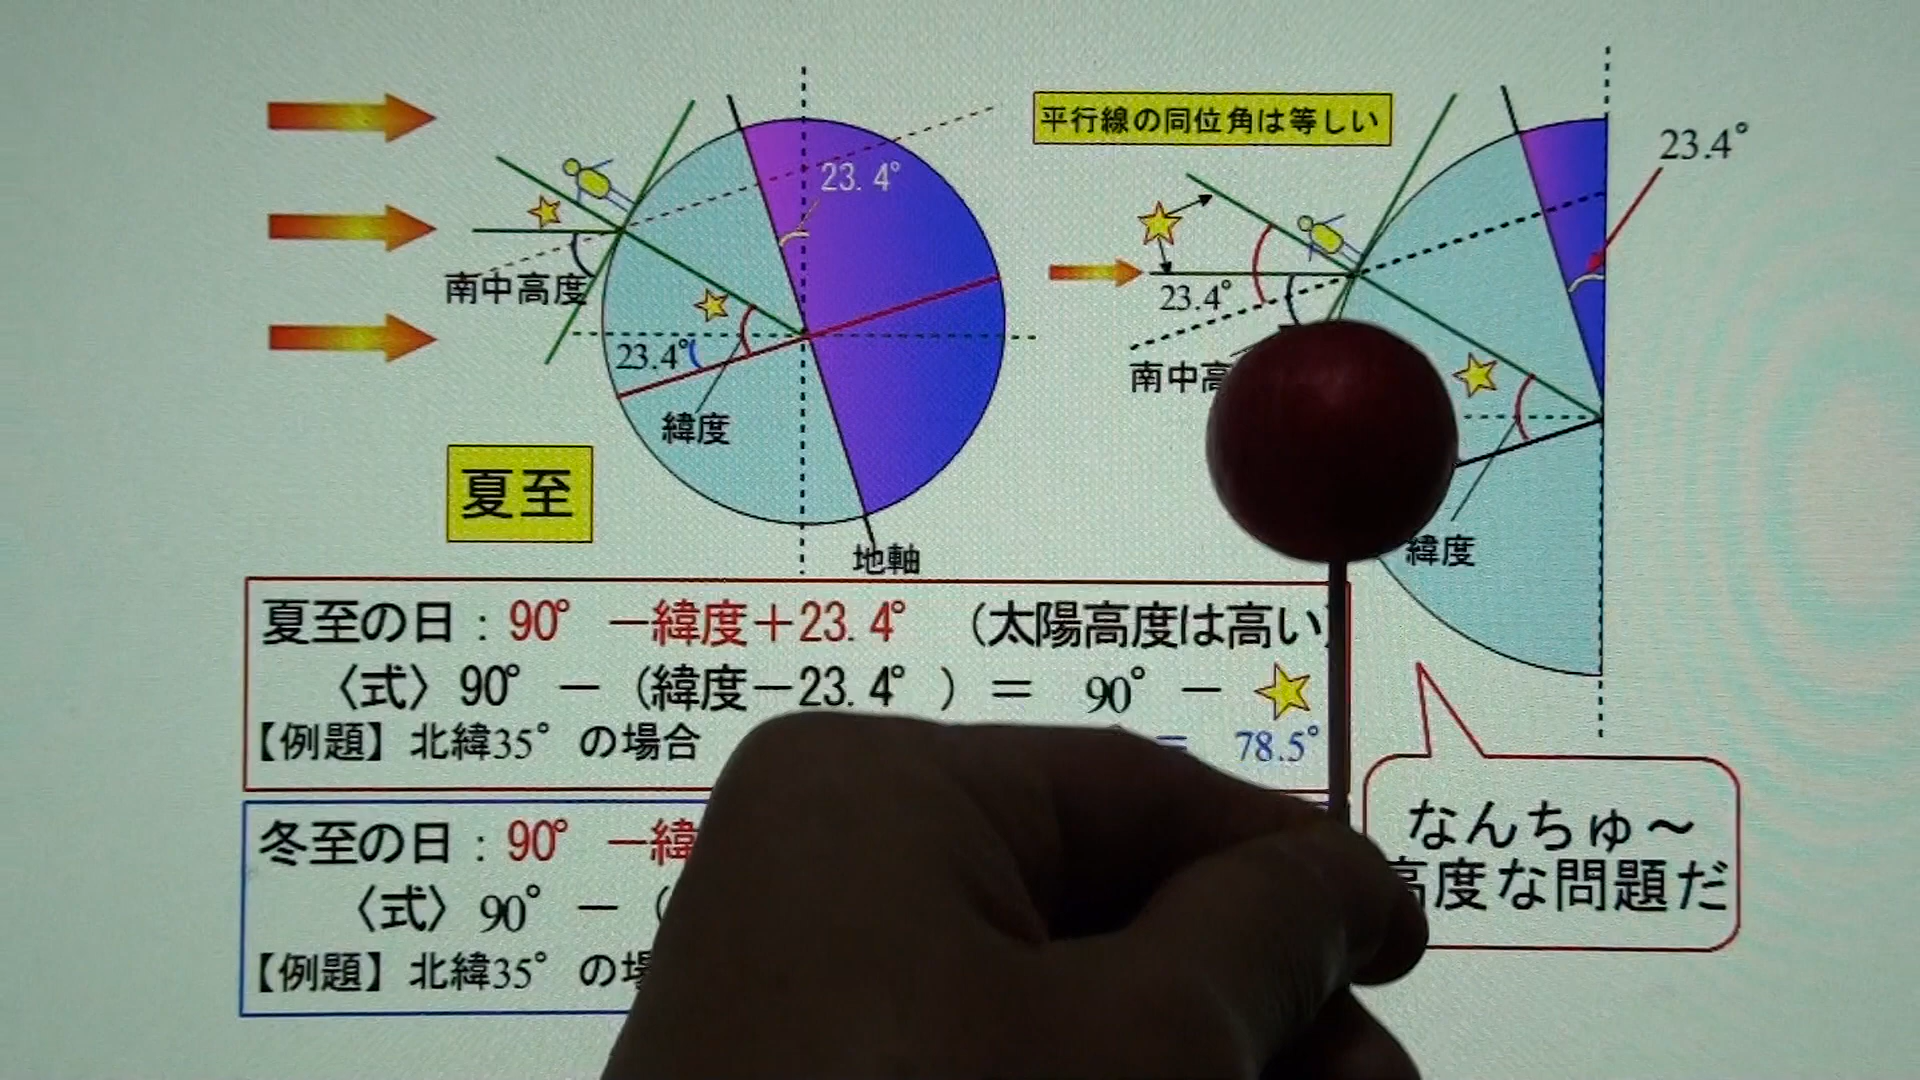 平行線の同位角は等しい
23.4°
23.4°
南中高度
23.4°
緯度
23.4°
南中高
緯度
夏至
地軸
夏至の日：90°－緯度＋23.4°（太陽高度は高い）
〈式〉90°－（緯度－23.4°）＝ 90°－
【例題】北緯35°の場合
＝ 78.5°
冬至の日：90°－緯
〈式〉90°－（
【例題】北緯35°の場
なんちゅ～
高度な問題だ